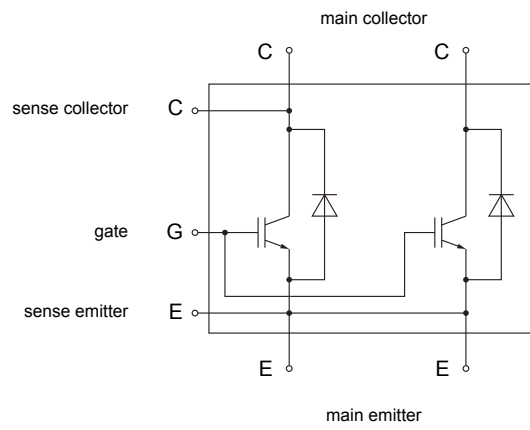 main collector
C C
sense collector C
gate G
sense emitter E
E E
main emitter